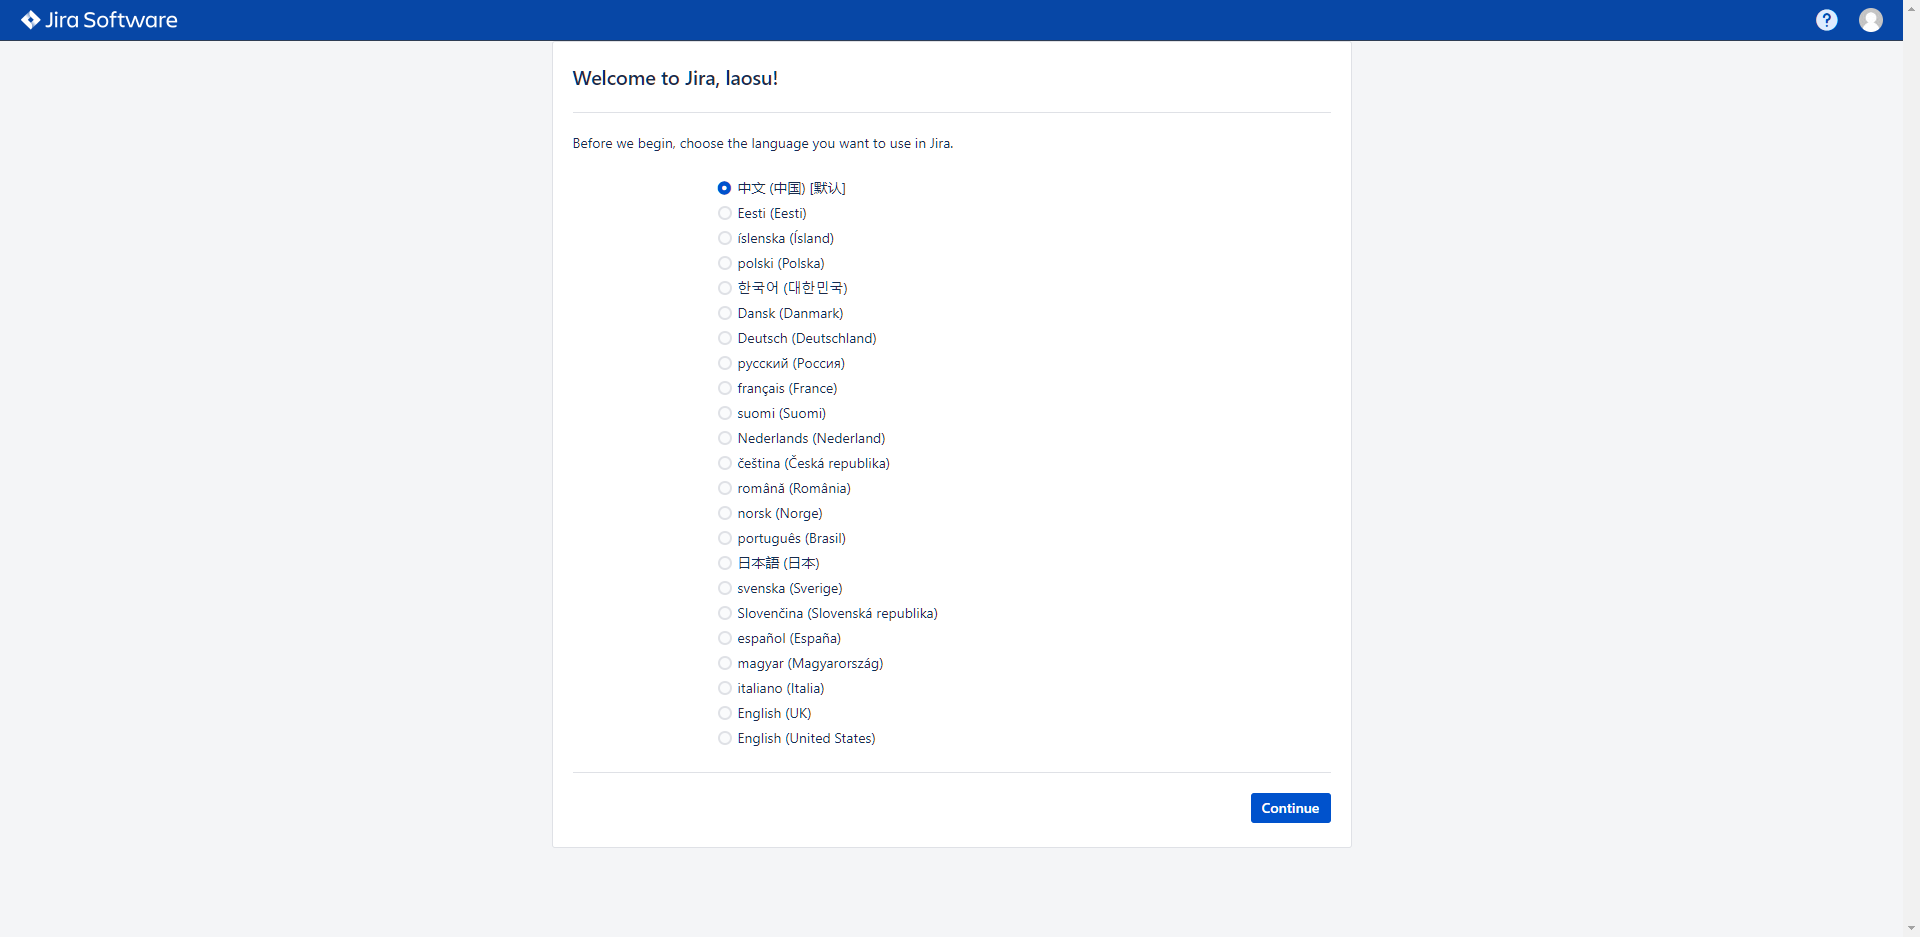 Jira Software
?
Welcome to Jira, laosu!
Before we begin, choose the language you want to use in Jira.
中文 (中国) [默认]
Eesti (Eesti)
íslenska (Ísland)
polski (Polska)
한국어 (대한민국)
Dansk (Danmark)
Deutsch (Deutschland)
русский (Россия)
français (France)
suomi (Suomi)
Nederlands (Nederland)
čeština (Česká republika)
română (România)
norsk (Norge)
português (Brasil)
日本語 (日本)
svenska (Sverige)
Slovenčina (Slovenská republika)
español (España)
magyar (Magyarország)
italiano (Italia)
English (UK)
English (United States)
Continue